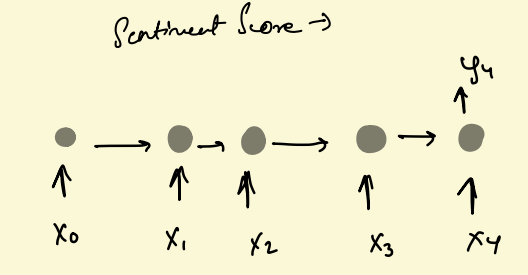 Sentiment Score →
y4
x0 x1 x2 x3 x4